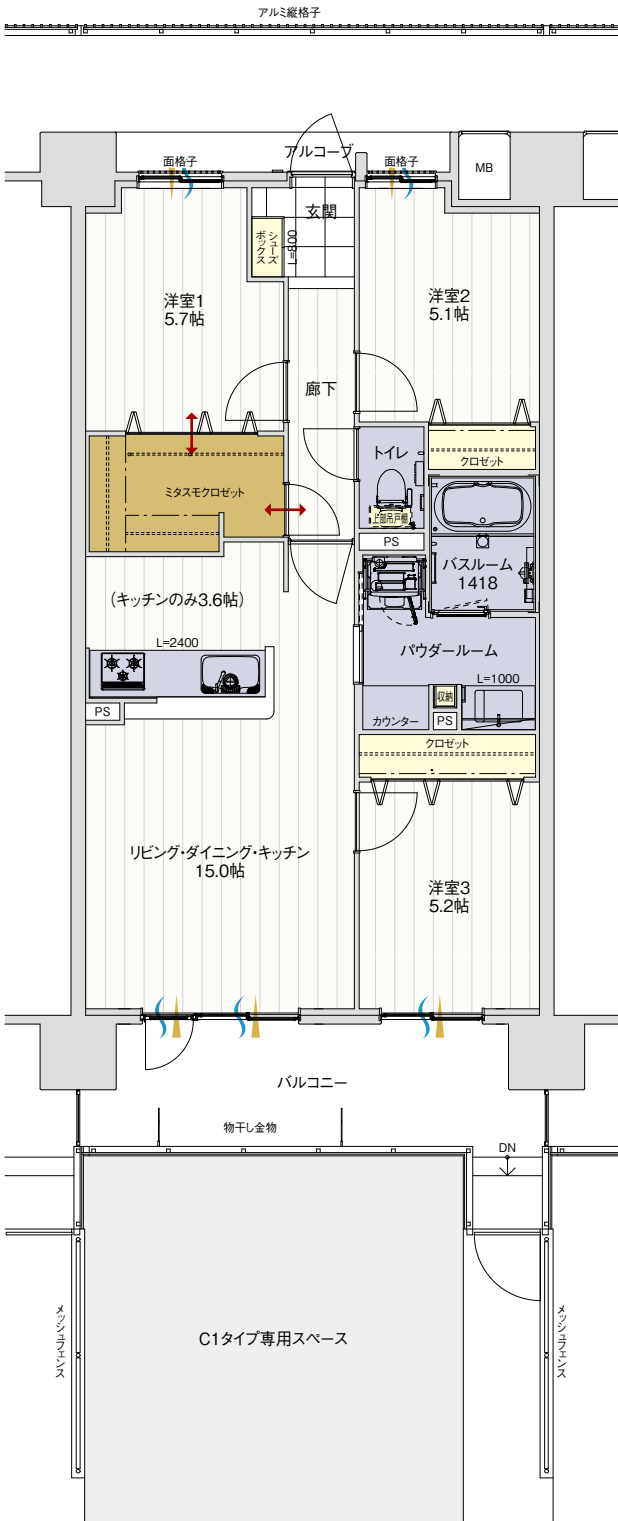 アルミ縦格子
面格子
アルコーブ
面格子
MB
玄関
シューズ
ボックス
L=800
洋室1
5.7帖
洋室2
5.1帖
廊下
トイレ
クロゼット
ミタスモクロゼット
上部吊戸棚
PS
バスルーム
1418
(キッチンのみ3.6帖)
L=2400
パウダールーム
L=1000
収納
PS
カウンター
PS
クロゼット
リビング・ダイニング・キッチン
15.0帖
洋室3
5.2帖
バルコニー
物干し金物
DN
メッシュフェンス
C1タイプ専用スペース
メッシュフェンス